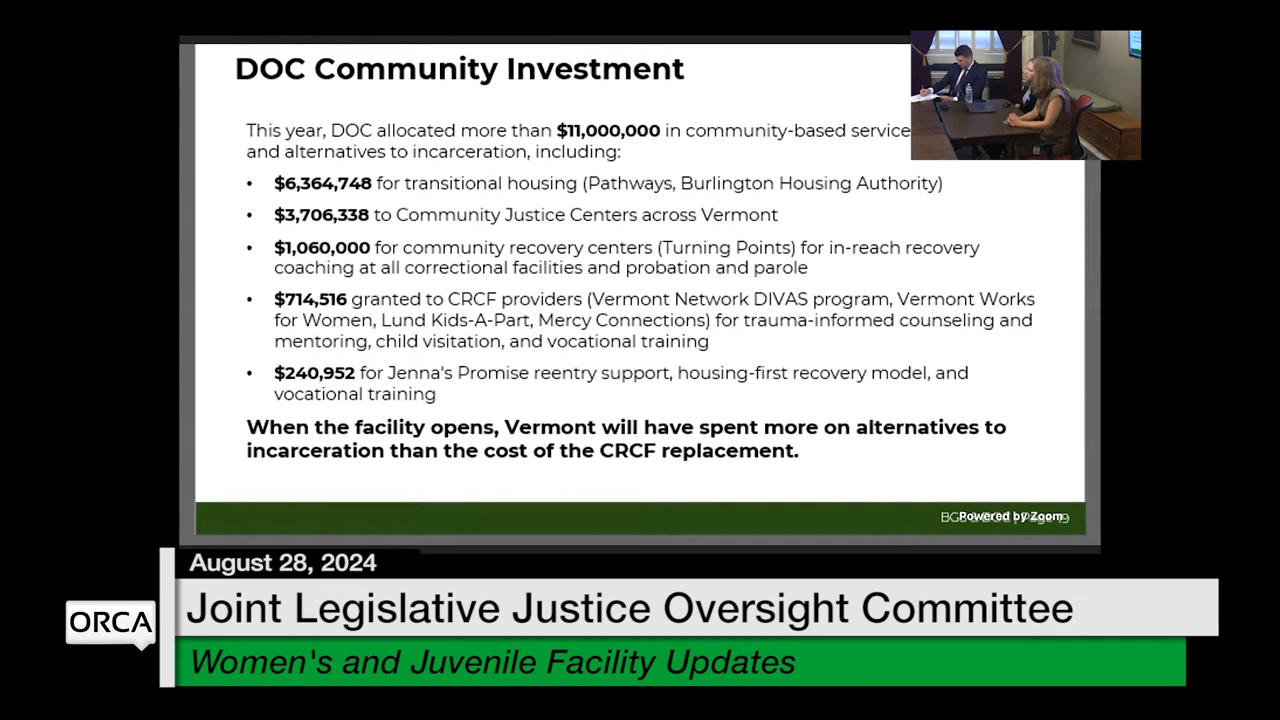 DOC Community Investment
This year, DOC allocated more than $11,000,000 in community-based service
and alternatives to incarceration, including:
• $6,364,748 for transitional housing (Pathways, Burlington Housing Authority)
• $3,706,338 to Community Justice Centers across Vermont
• $1,060,000 for community recovery centers (Turning Points) for in-reach recovery
coaching at all correctional facilities and probation and parole
• $714,516 granted to CRCF providers (Vermont Network DIVAS program, Vermont Works
for Women, Lund Kids-A-Part, Mercy Connections) for trauma-informed counseling and
mentoring, child visitation, and vocational training
• $240,952 for Jenna's Promise reentry support, housing-first recovery model, and
vocational training
When the facility opens, Vermont will have spent more on alternatives to
incarceration than the cost of the CRCF replacement.
Powered by Zoom
August 28, 2024
ORCA
Joint Legislative Justice Oversight Committee
Women's and Juvenile Facility Updates